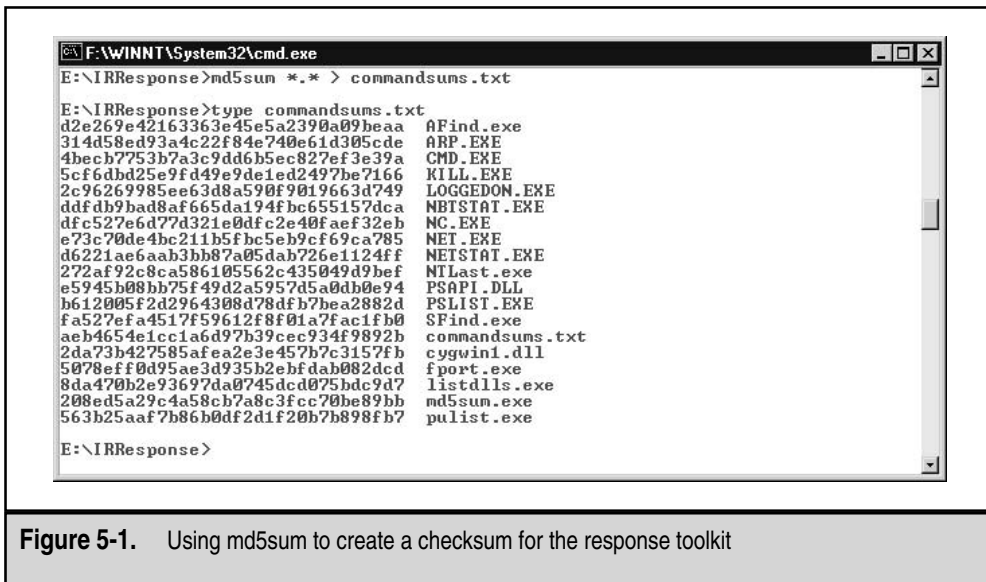 F:\WINNT\System32\cmd.exe
E:\IRResponse>md5sum *.* > commandsums.txt
E:\IRResponse>type commandsums.txt
d2e269e42163363e45e5a2390a09beaa AFind.exe
314d58ed93a4c22f84e740e61d305cde ARP.EXE
4becb7753b7a3c9dd6b5ec827ef3e39a CMD.EXE
5cf6dbd25e9fd49e9de1ed2497be7166 KILL.EXE
2c96269985ee63d8a590f9019663d749 LOGGEDON.EXE
ddfdb9bad8af665da194fbc655157dca NBTSTAT.EXE
dfc527e6d77d321e0dfc2e40faef32eb NC.EXE
e73c70de4bc211b5fbc5eb9cf69ca785 NET.EXE
d6221ae6aab3bb87a05dab726e1124ff NETSTAT.EXE
272af92c8ca586105562c435049d9bef NTLast.exe
e5945b08bb75f49d2a5957d5a0db0e94 PSAPI.DLL
b612005f2d2964308d78dfb7bea2882d PSLIST.EXE
fa527efa4517f59612f8f01a7fac1fb0 SFind.exe
aeb4654e1cc1a6d97b39cec934f9892b commandsums.txt
2da73b427585afea2e3e457b7c3157fb cygwin1.dll
5078eff0d95ae3d935b2ebfdab082dcd fport.exe
8da470b2e93697da0745dcd075bdc9d7 listdlls.exe
208ed5a29c4a58cb7a8c3fcc70be89bb md5sum.exe
563b25aaf7b86b0df2d1f20b7b898fb7 pulist.exe
E:\IRResponse>
Figure 5-1. Using md5sum to create a checksum for the response toolkit